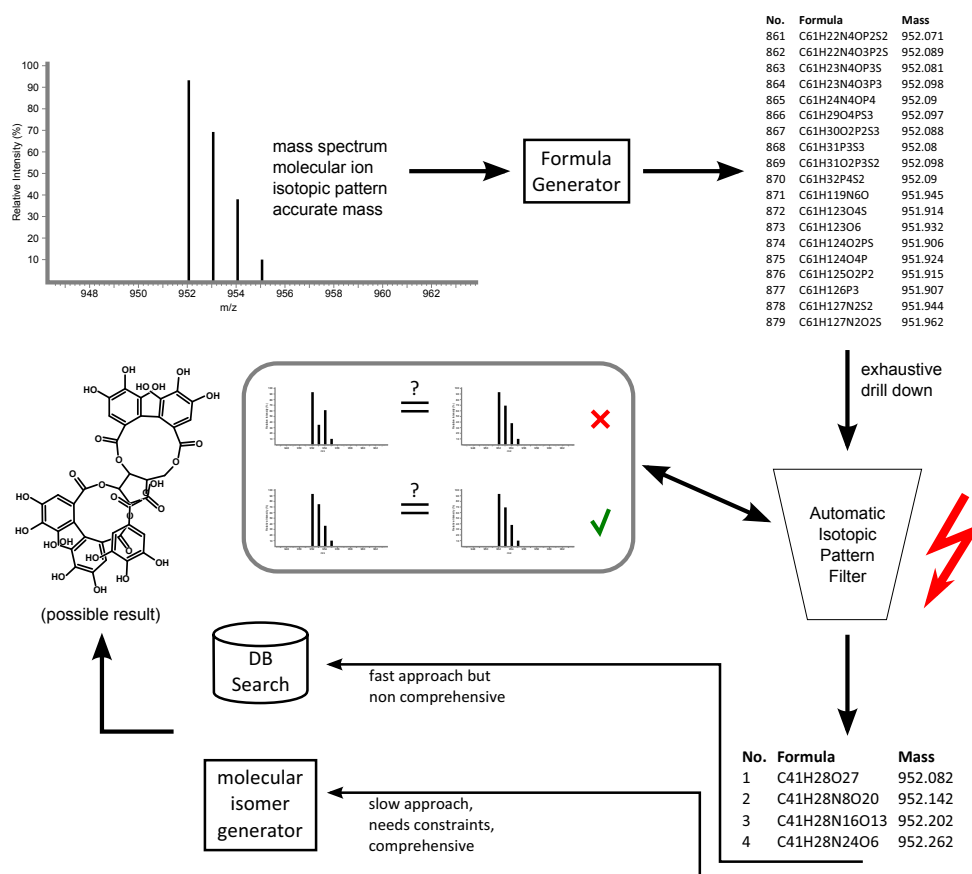 No. Formula Mass
861 C61H22N4OP2S2 952.071
862 C61H22N4O3P2S 952.089
863 C61H23N4OP3S 952.081
864 C61H23N4O3P3 952.098
865 C61H24N4OP4 952.09
866 C61H29O4PS3 952.097
867 C61H30O2P2S3 952.088
868 C61H31P3S3 952.08
869 C61H31O2P3S2 952.098
870 C61H32P4S2 952.09
871 C61H119N6O 951.945
872 C61H123O4S 951.914
873 C61H123O6 951.932
874 C61H124O2PS 951.906
875 C61H124O4P 951.924
876 C61H125O2P2 951.915
877 C61H126P3 951.907
878 C61H127N2S2 951.944
879 C61H127N2O2S 951.962
Relative Intensity (%)
100
90
80
70
60
50
40
30
20
10
948 950 952 954 956 958 960 962
m/z
mass spectrum
molecular ion
isotopic pattern
accurate mass
Formula
Generator
exhaustive
drill down
Automatic
Isotopic
Pattern
Filter
?
?
OH OH
HO HO HO OH
OH
O O
O O
O O
OH
HO O O
HO O
HO O
HO HO
HO OH
OH
OH
(possible result)
DB
Search
fast approach but
non comprehensive
molecular
isomer
generator
slow approach,
needs constraints,
comprehensive
No. Formula Mass
1 C41H28O27 952.082
2 C41H28N8O20 952.142
3 C41H28N16O13 952.202
4 C41H28N24O6 952.262